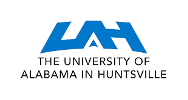 UAH
THE UNIVERSITY OF
ALABAMA IN HUNTSVILLE